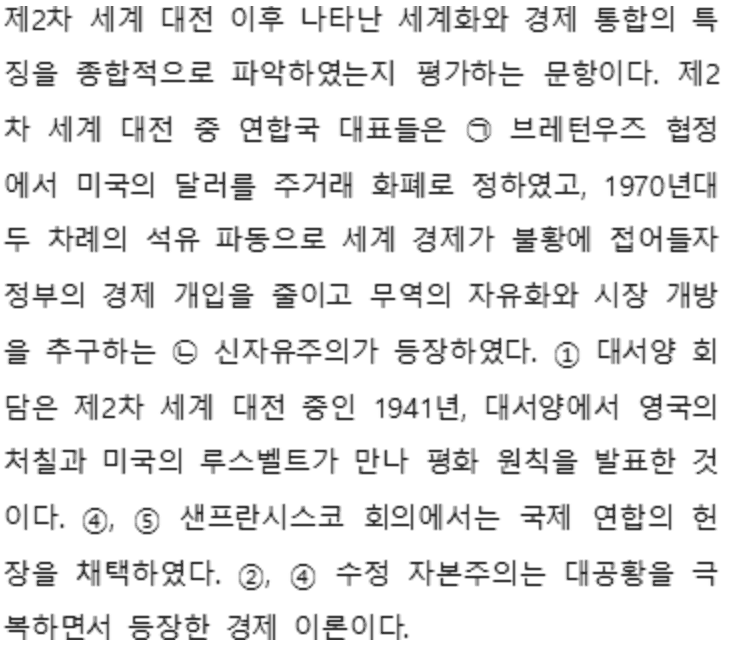 제2차 세계 대전 이후 나타난 세계화와 경제 통합의 특
징을 종합적으로 파악하였는지 평가하는 문항이다. 제2
차 세계 대전 중 연합국 대표들은 ㉠ 브레턴우즈 협정
에서 미국의 달러를 주거래 화폐로 정하였고, 1970년대
두 차례의 석유 파동으로 세계 경제가 불황에 접어들자
정부의 경제 개입을 줄이고 무역의 자유화와 시장 개방
을 추구하는 ㉡ 신자유주의가 등장하였다. ① 대서양 회
담은 제2차 세계 대전 중인 1941년, 대서양에서 영국의
처칠과 미국의 루스벨트가 만나 평화 원칙을 발표한 것
이다. ④, ⑤ 샌프란시스코 회의에서는 국제 연합의 헌
장을 채택하였다. ②, ④ 수정 자본주의는 대공황을 극
복하면서 등장한 경제 이론이다.